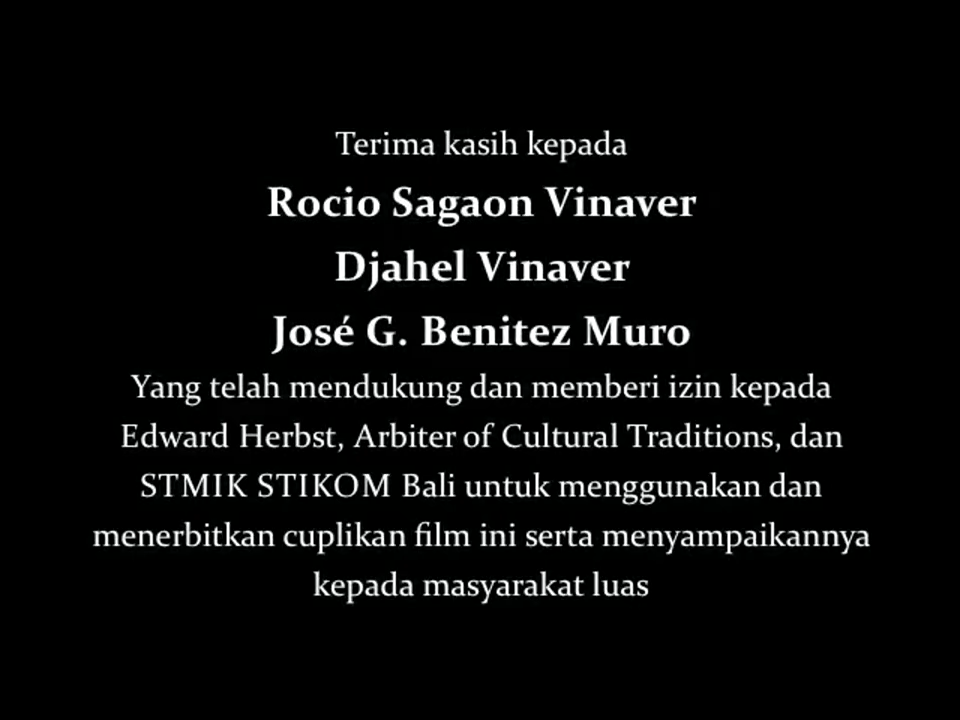 Terima kasih kepada
Rocio Sagaon Vinaver
Djahel Vinaver
José G. Benitez Muro
Yang telah mendukung dan memberi izin kepada
Edward Herbst, Arbiter of Cultural Traditions, dan
STMIK STIKOM Bali untuk menggunakan dan
menerbitkan cuplikan film ini serta menyampaikannya
kepada masyarakat luas